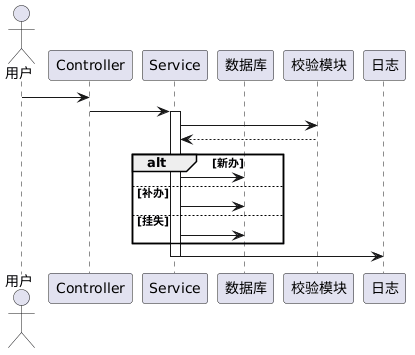 用户
Controller
Service
数据库
校验模块
日志
alt
[新办]
[补办]
[挂失]
用户
Controller
Service
数据库
校验模块
日志